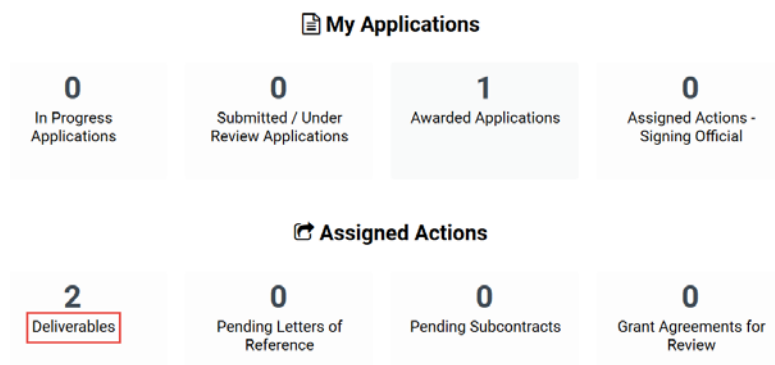 My Applications
0
In Progress
Applications
0
Submitted / Under
Review Applications
1
Awarded Applications
0
Assigned Actions -
Signing Official
Assigned Actions
2
Deliverables
0
Pending Letters of
Reference
0
Pending Subcontracts
0
Grant Agreements for
Review